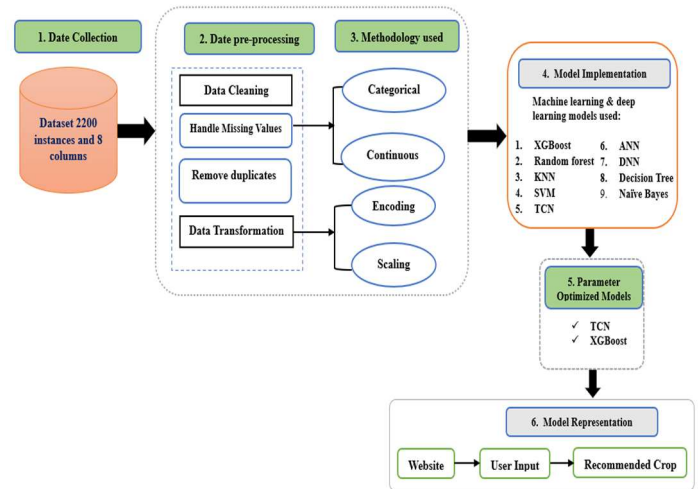 1. Date Collection
Dataset 2200
instances and 8
columns
2. Date pre-processing
3. Methodology used
Data Cleaning
Handle Missing Values
Remove duplicates
Data Transformation
Categorical
Continuous
Encoding
Scaling
4. Model Implementation
Machine learning & deep
learning models used:
1. XGBoost
2. Random forest
3. KNN
4. SVM
5. TCN
6. ANN
7. DNN
8. Decision Tree
9. Naïve Bayes
5. Parameter
Optimized Models
✓ TCN
✓ XGBoost
6. Model Representation
Website
User Input
Recommended Crop